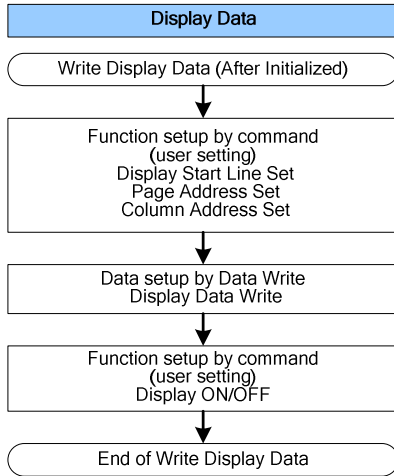 Display Data
Write Display Data (After Initialized)
Function setup by command
(user setting)
Display Start Line Set
Page Address Set
Column Address Set
Data setup by Data Write
Display Data Write
Function setup by command
(user setting)
Display ON/OFF
End of Write Display Data